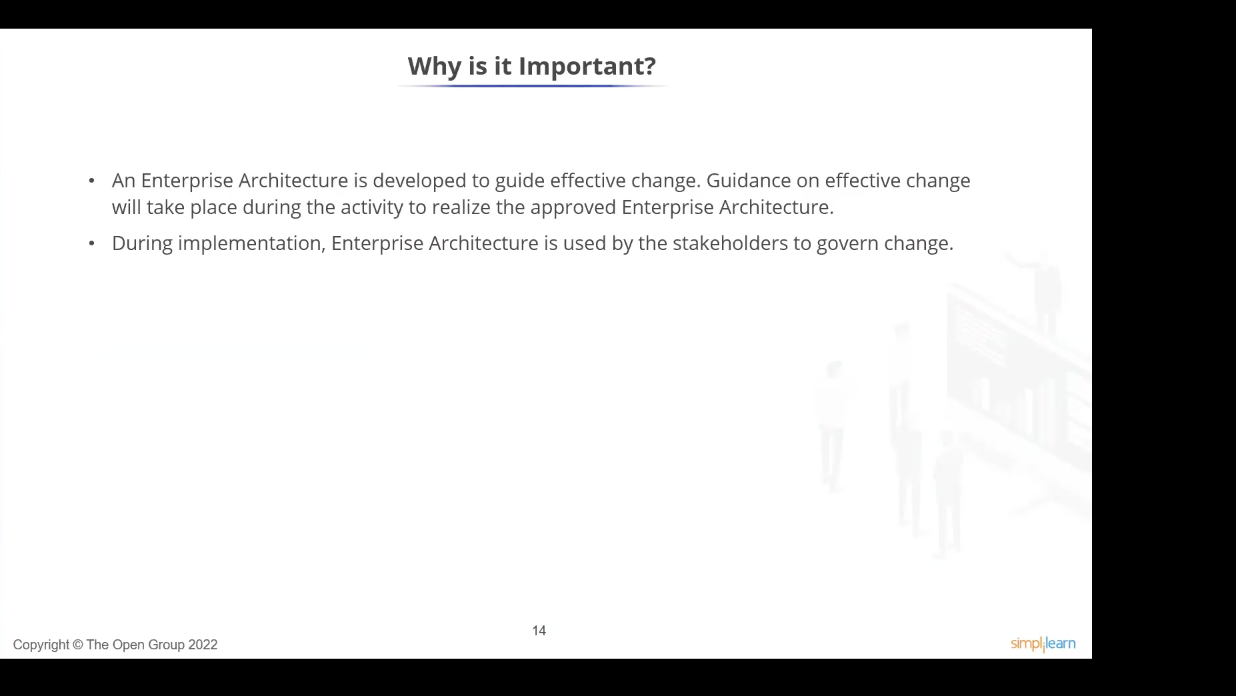 Why is it Important?
• An Enterprise Architecture is developed to guide effective change. Guidance on effective change
will take place during the activity to realize the approved Enterprise Architecture.
• During implementation, Enterprise Architecture is used by the stakeholders to govern change.
14
Copyright © The Open Group 2022
simplilearn